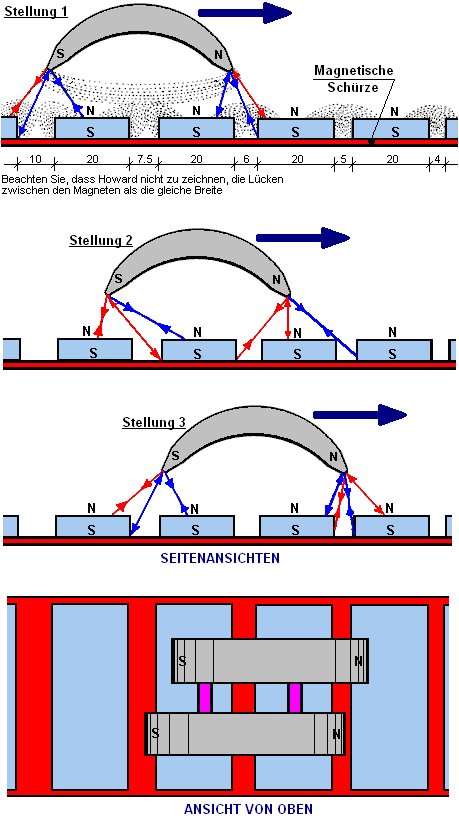 Stellung 1
S N
Magnetische
Schürze
N N N N
S S S S
10 20 7.5 20 6 20 5 20 4
Beachten Sie, dass Howard nicht zu zeichnen, die Lücken
zwischen den Magneten als die gleiche Breite
Stellung 2
S N
N N N N
S S S S
Stellung 3
S N
N N N N
S S S S
SEITENANSICHTEN
S N
S N
ANSICHT VON OBEN